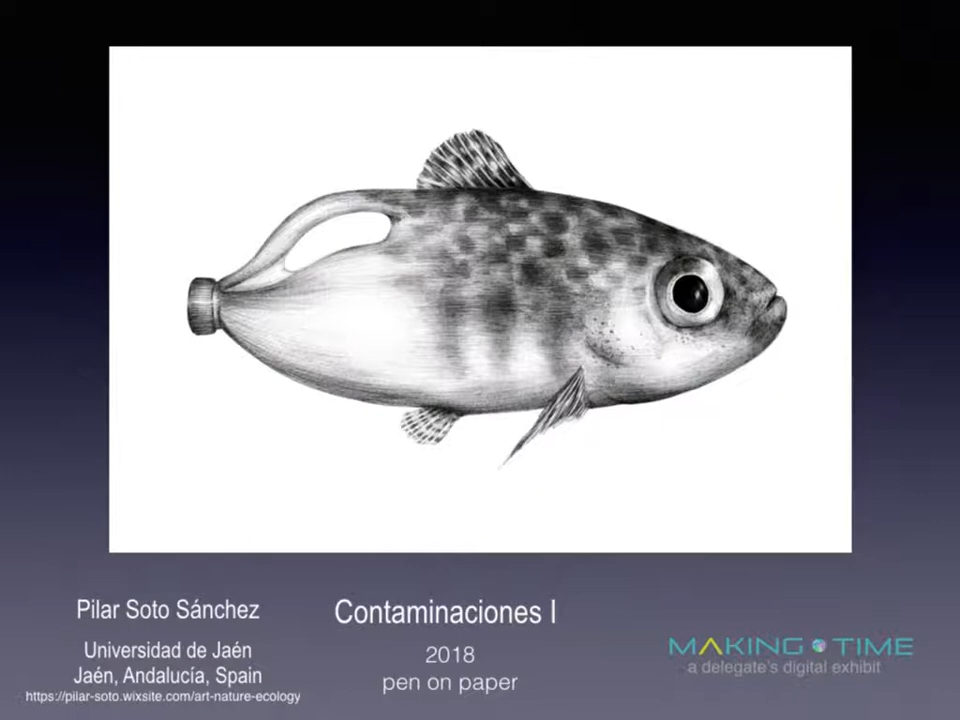 Pilar Soto Sánchez
Universidad de Jaén
Jaén, Andalucía, Spain
https://pilar-soto.wixsite.com/art-nature-ecology
Contaminaciones I
2018
pen on paper
MAKING TIME
a delegate's digital exhibit